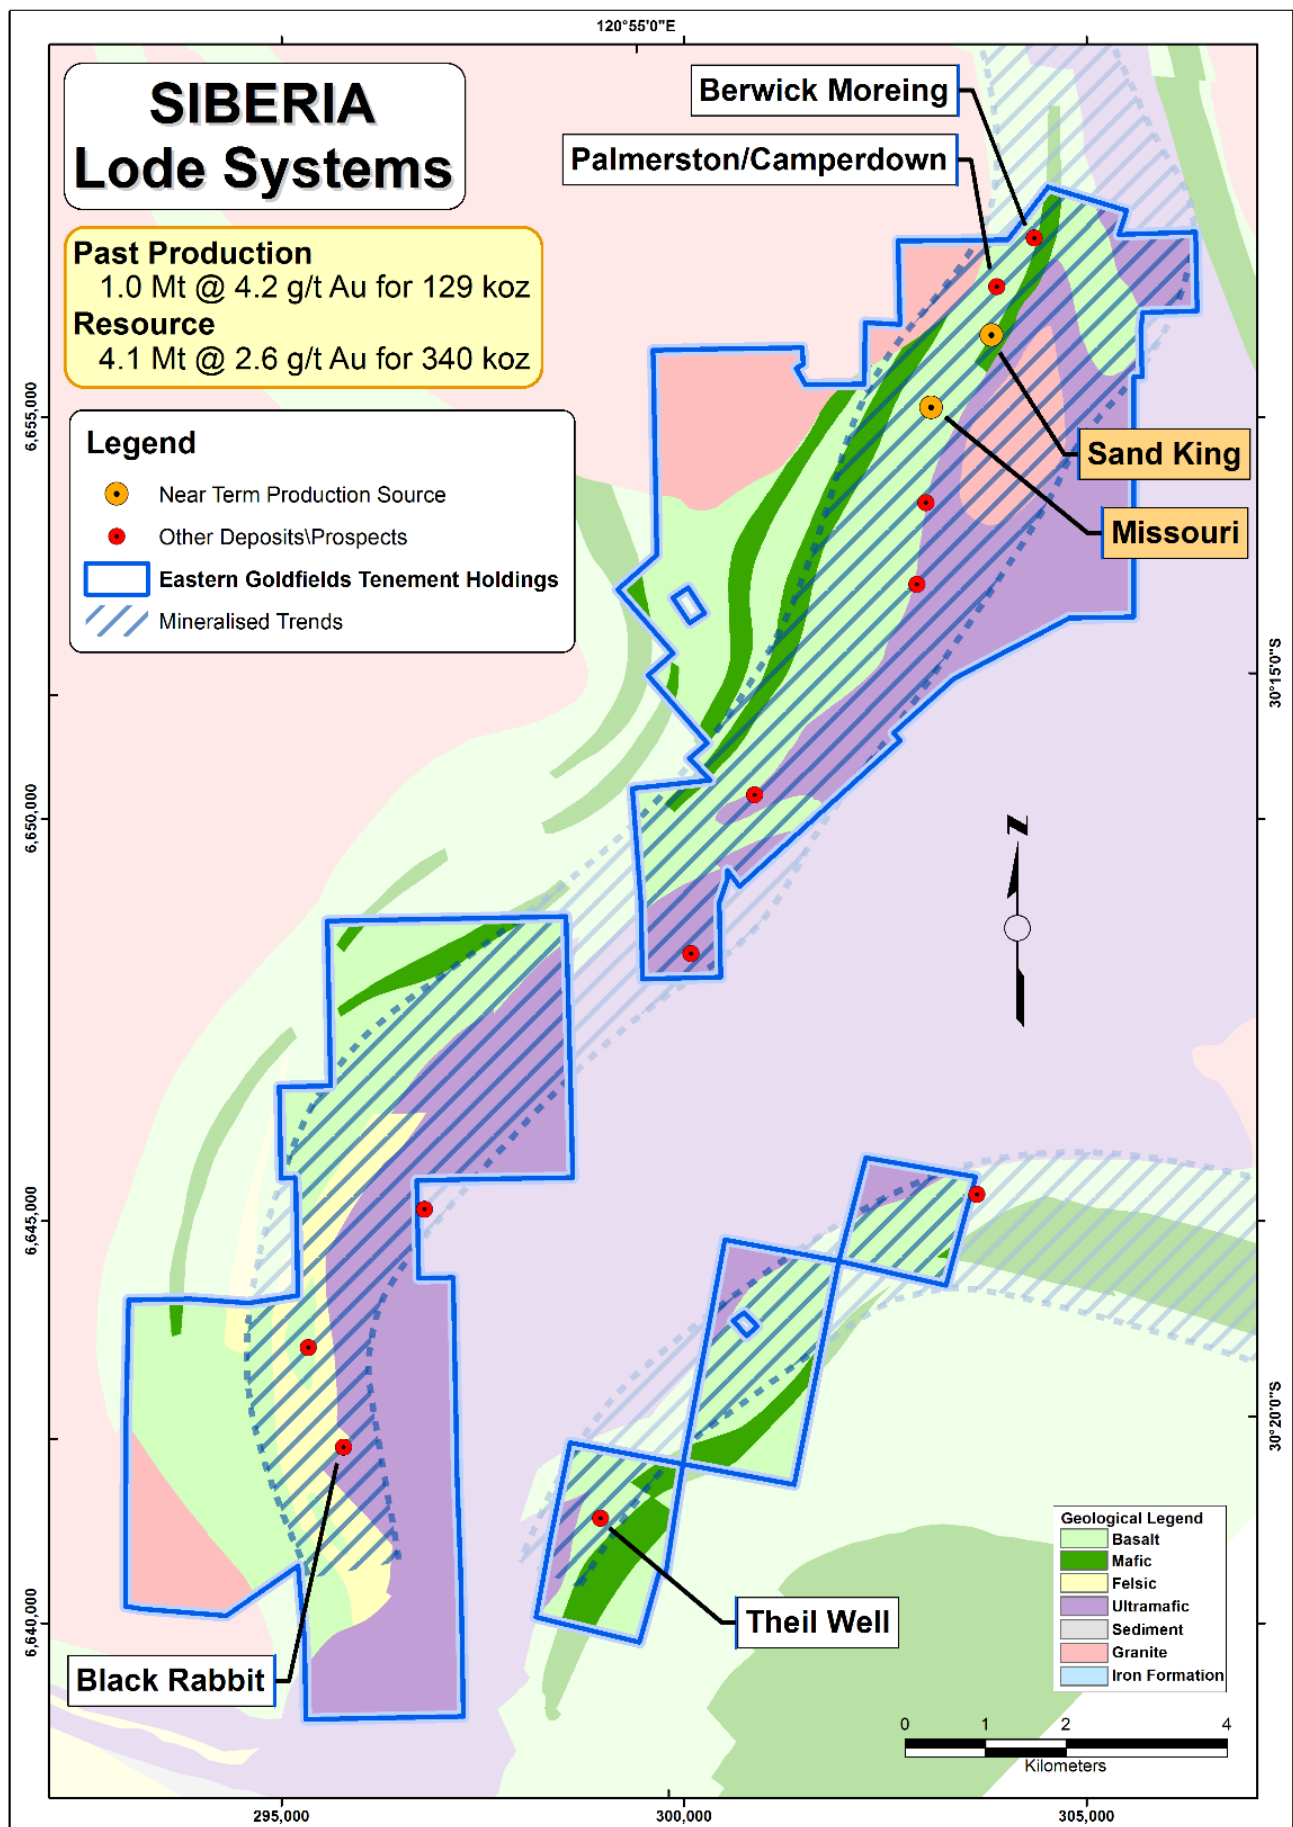 120°55'0"E
SIBERIA
Lode Systems
Past Production
1.0 Mt @ 4.2 g/t Au for 129 koz
Resource
4.1 Mt @ 2.6 g/t Au for 340 koz
Legend
Near Term Production Source
Other Deposits\Prospects
Eastern Goldfields Tenement Holdings
Mineralised Trends
Berwick Moreing
Palmerston/Camperdown
Sand King
Missouri
6,655,000
6,650,000
6,645,000
6,640,000
30°15'0"S
30°20'0"S
N
Theil Well
Black Rabbit
Geological Legend
Basalt
Mafic
Felsic
Ultramafic
Sediment
Granite
Iron Formation
0 1 2 4
Kilometers
295,000 300,000 305,000